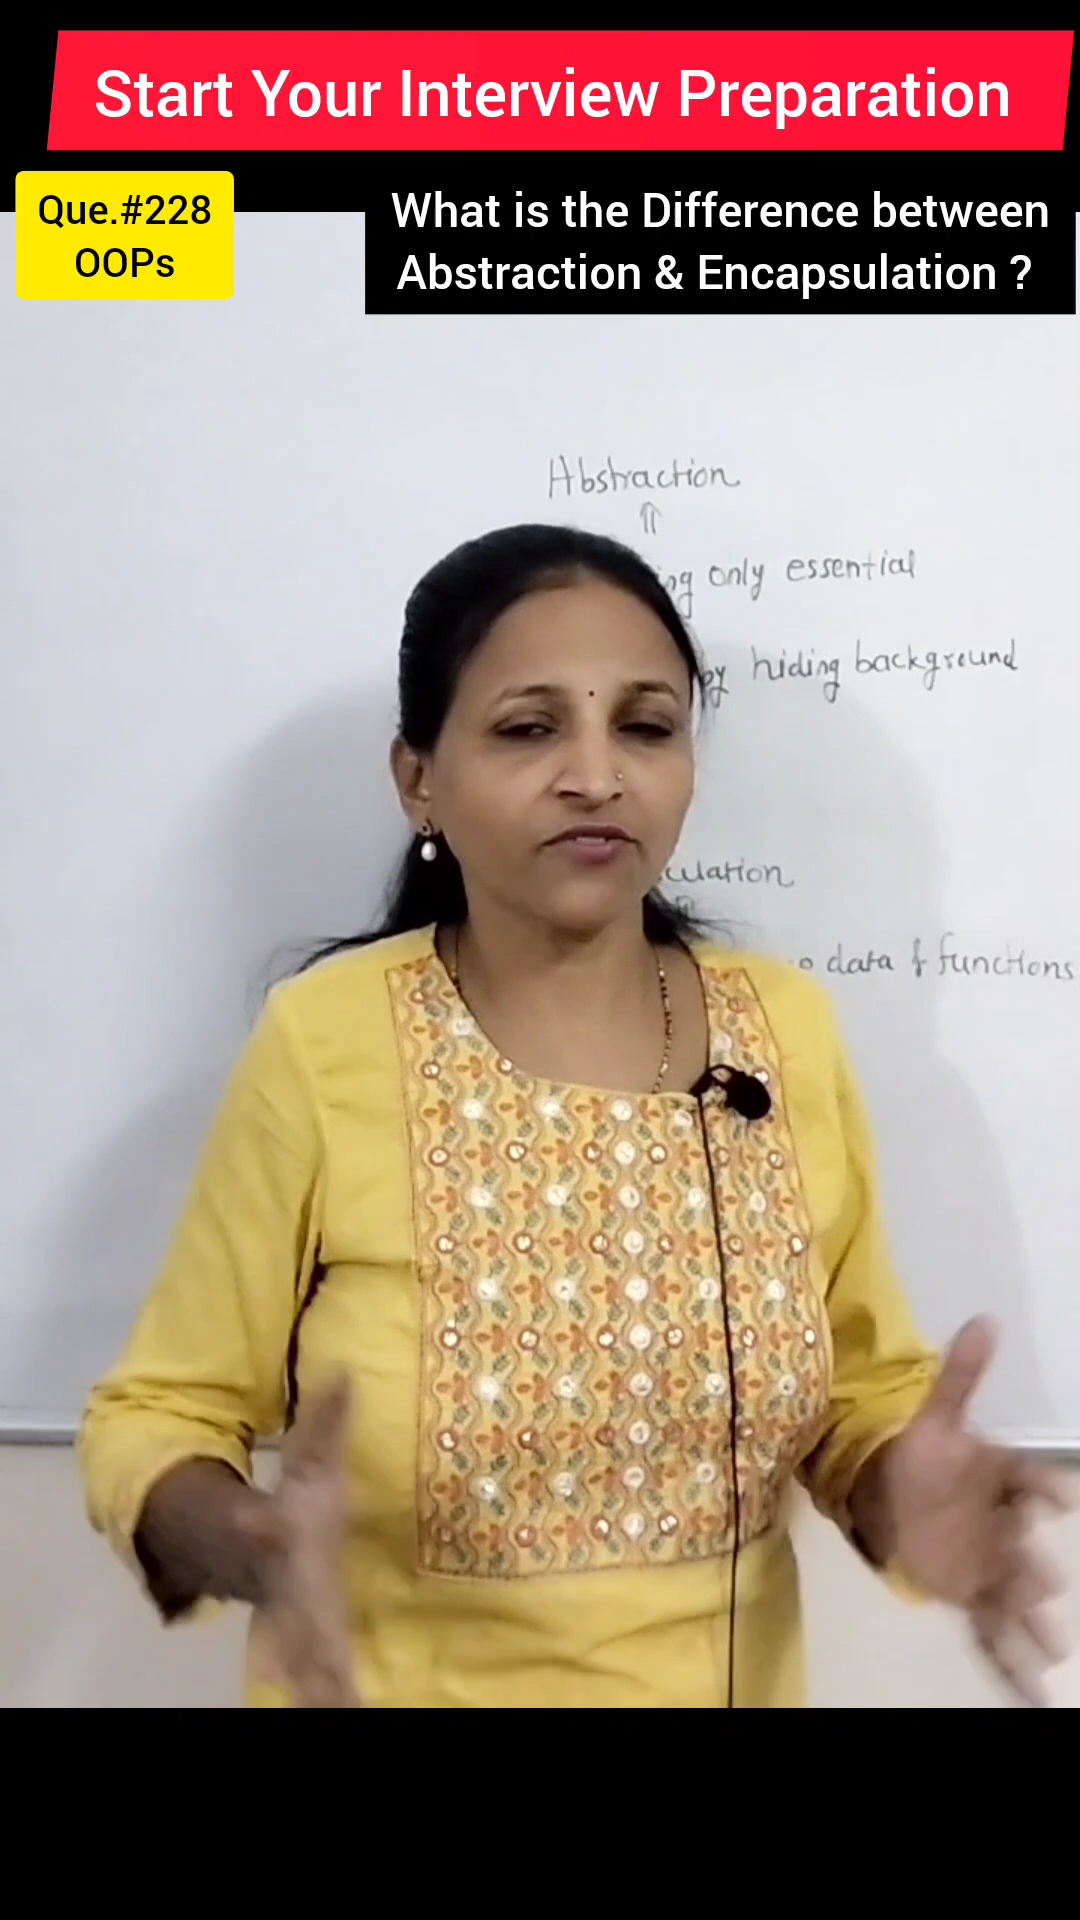 Start Your Interview Preparation
Que.#228
OOPs
What is the Difference between
Abstraction & Encapsulation ?
Abstraction
only essential
by hiding background
data & functions